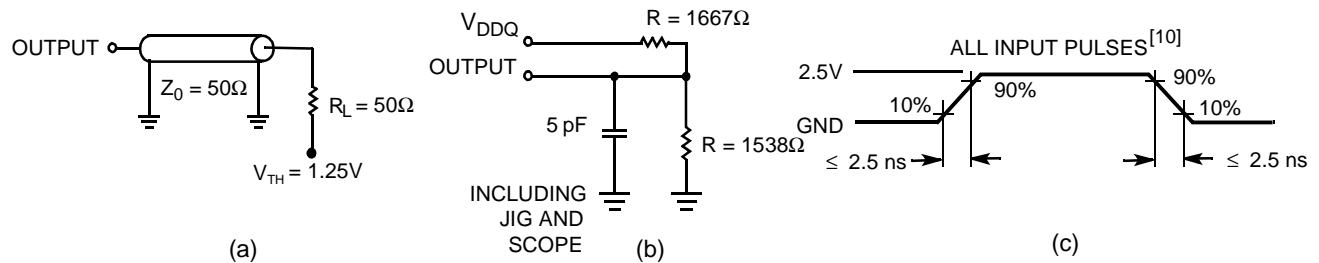 OUTPUT
Z0 = 50Ω
RL = 50Ω
VTH = 1.25V
(a)
R = 1667Ω
VDDQ
OUTPUT
5 pF
R = 1538Ω
INCLUDING
JIG AND
SCOPE
(b)
ALL INPUT PULSES[10]
2.5V
90%
90%
10%
10%
GND
≤ 2.5 ns
≤ 2.5 ns
(c)